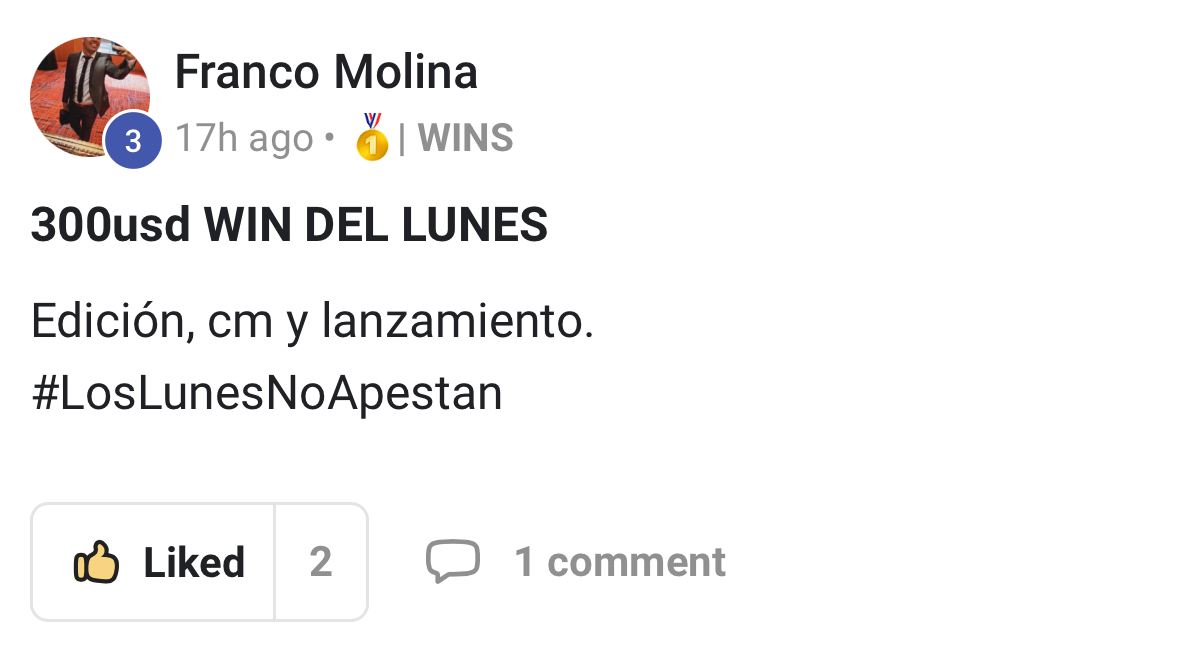 Franco Molina
3 17h ago • 🥇 | WINS
300usd WIN DEL LUNES
Edición, cm y lanzamiento.
#LosLunesNoApestan
Liked 2 1 comment